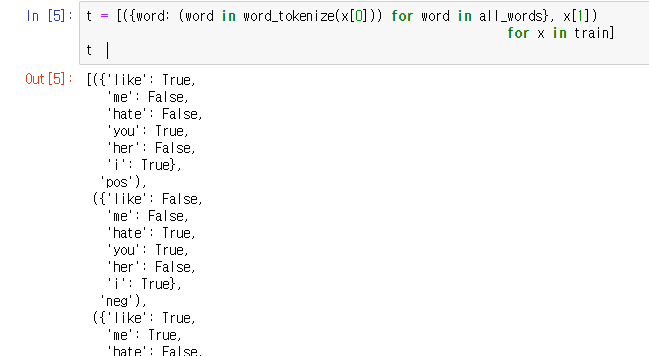 In [5]: t = [({word: (word in word_tokenize(x[0])) for word in all_words}, x[1])
for x in train]
t
Out[5]: [({'like': True,
'me': False,
'hate': False,
'you': True,
'her': False,
'i': True},
'pos'),
({'like': False,
'me': False,
'hate': True,
'you': True,
'her': False,
'i': True},
'neg'),
({'like': True,
'me': True,
'hate': False,